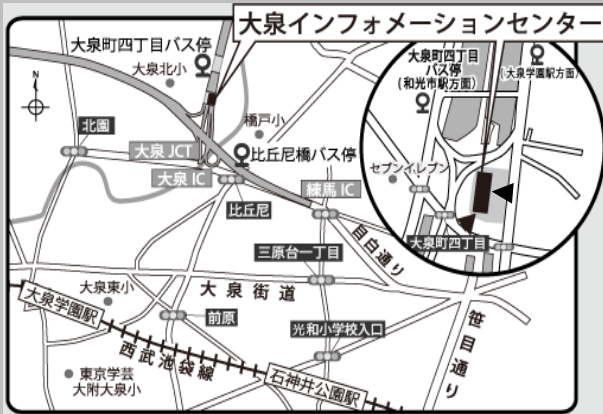 大泉インフォメーションセンター
大泉町四丁目バス停
大泉北小
N
北園
橋戸小
大泉 JCT
比丘尼橋バス停
大泉 IC
練馬 IC
比丘尼
目白通り
三原台一丁目
大泉街道
大泉東小
大泉学園駅
前原
光和小学校入口
笹目通り
西武池袋線
石神井公園駅
東京学芸
大附大泉小
大泉町四丁目
バス停
(和光市駅方面)
(大泉学園駅方面)
セブンイレブン
大泉町四丁目